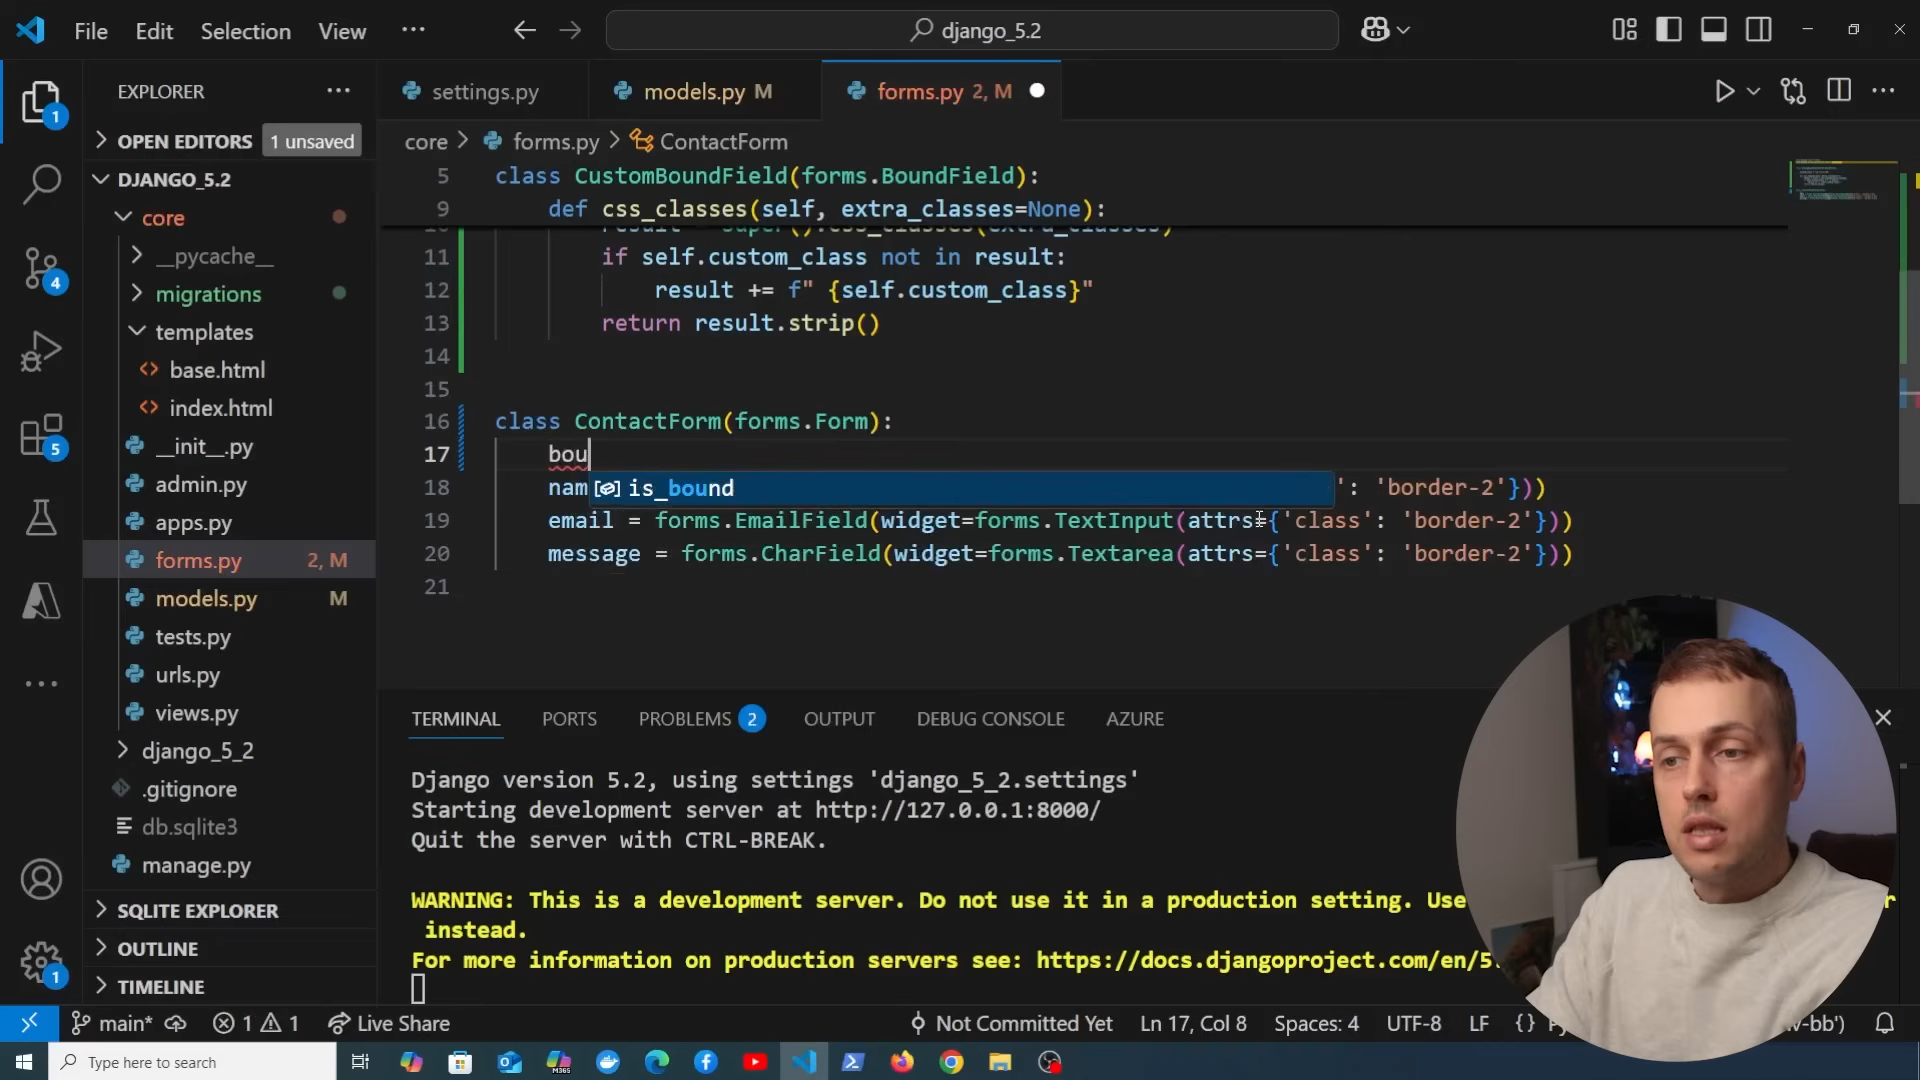 File Edit Selection View ··· django_5.2
EXPLORER ···
settings.py models.py M forms.py 2, M
OPEN EDITORS 1 unsaved
core > forms.py > ContactForm
DJANGO_5.2
core
__pycache__
migrations
templates
base.html
index.html
__init__.py
admin.py
apps.py
forms.py 2, M
models.py M
tests.py
urls.py
views.py
django_5_2
.gitignore
db.sqlite3
manage.py
SQLITE EXPLORER
OUTLINE
TIMELINE
1
4
5
1
5 class CustomBoundField(forms.BoundField):
9 def css_classes(self, extra_classes=None):
11 if self.custom_class not in result:
12 result += f" {self.custom_class}"
13 return result.strip()
14
15
16 class ContactForm(forms.Form):
17 bou
18 nam is_bound ': 'border-2'}))
19 email = forms.EmailField(widget=forms.TextInput(attrs={'class': 'border-2'}))
20 message = forms.CharField(widget=forms.Textarea(attrs={'class': 'border-2'}))
21
TERMINAL PORTS PROBLEMS 2 OUTPUT DEBUG CONSOLE AZURE
Django version 5.2, using settings 'django_5_2.settings'
Starting development server at http://127.0.0.1:8000/
Quit the server with CTRL-BREAK.
WARNING: This is a development server. Do not use it in a production setting. Use
instead.
For more information on production servers see: https://docs.djangoproject.com/en/5
main* 1 1 Live Share Not Committed Yet Ln 17, Col 8 Spaces: 4 UTF-8 LF {}
Type here to search